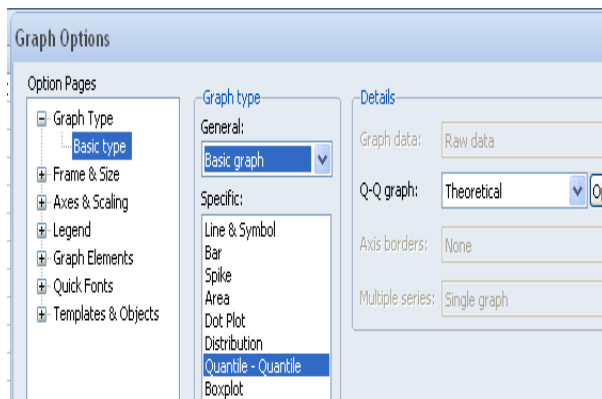 Graph Options
Option Pages
Graph Type
Basic type
Frame & Size
Axes & Scaling
Legend
Graph Elements
Quick Fonts
Templates & Objects
Graph type
General:
Basic graph
Specific:
Line & Symbol
Bar
Spike
Area
Dot Plot
Distribution
Quantile - Quantile
Boxplot
Details
Graph data: Raw data
Q-Q graph: Theoretical
Axis borders: None
Multiple series: Single graph